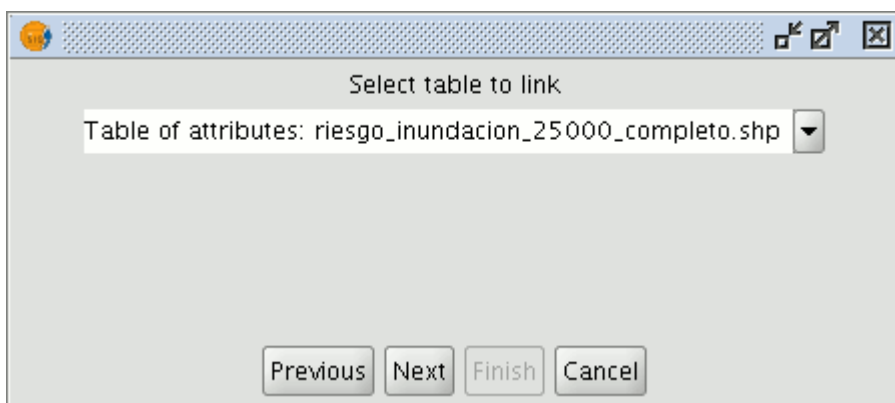 Select table to link
Table of attributes: riesgo_inundacion_25000_completo.shp
Previous Next Finish Cancel